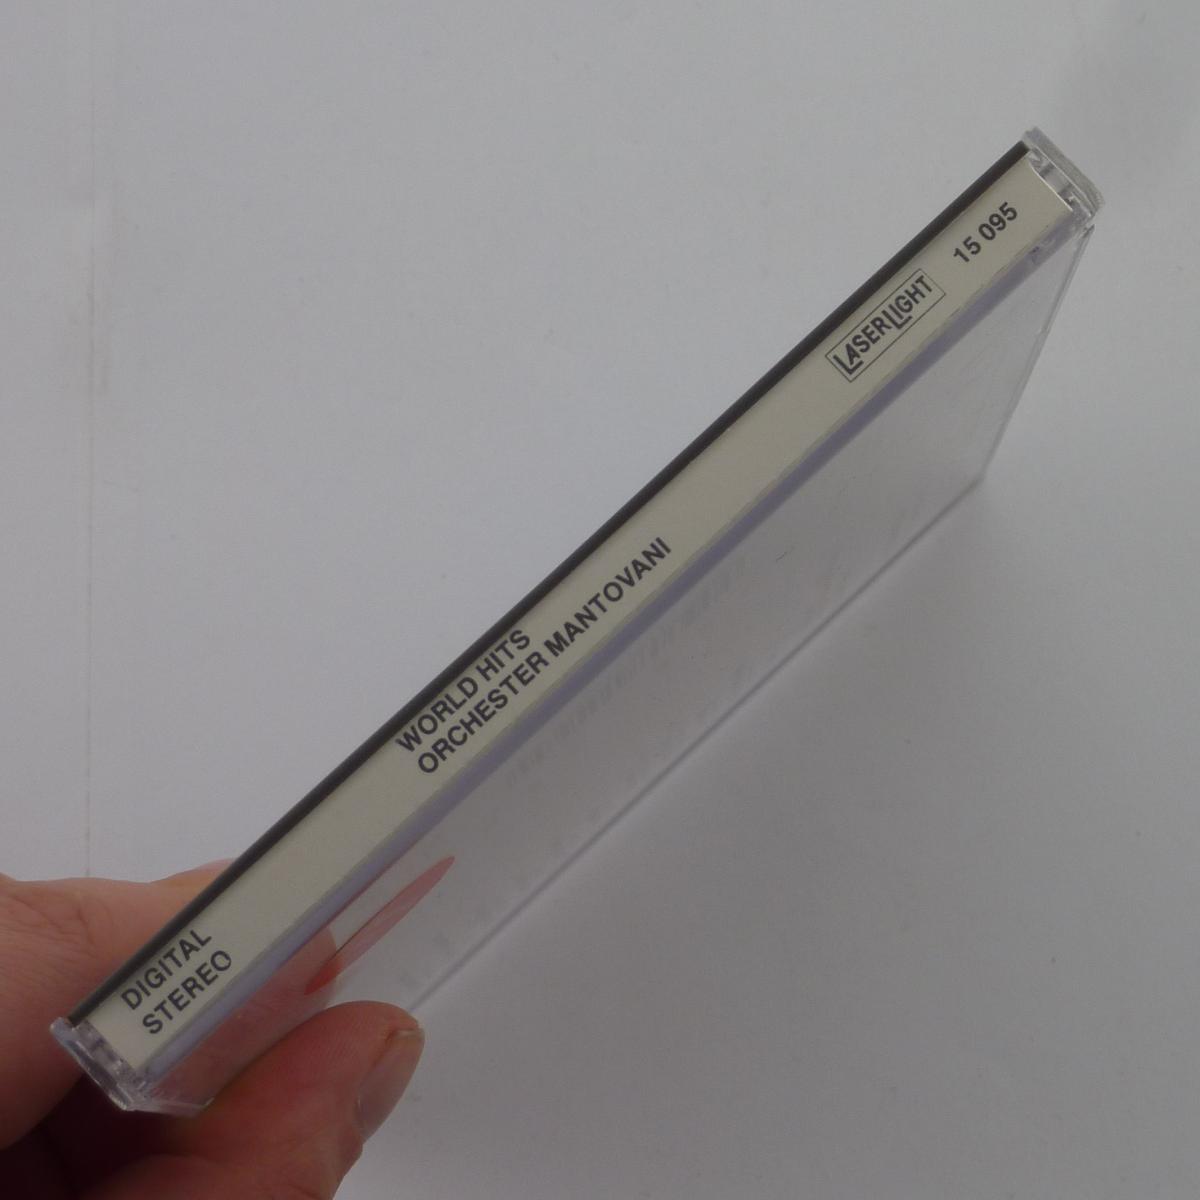 DIGITAL
STEREO
WORLD HITS
ORCHESTER MANTOVANI
LASERLIGHT
15 095